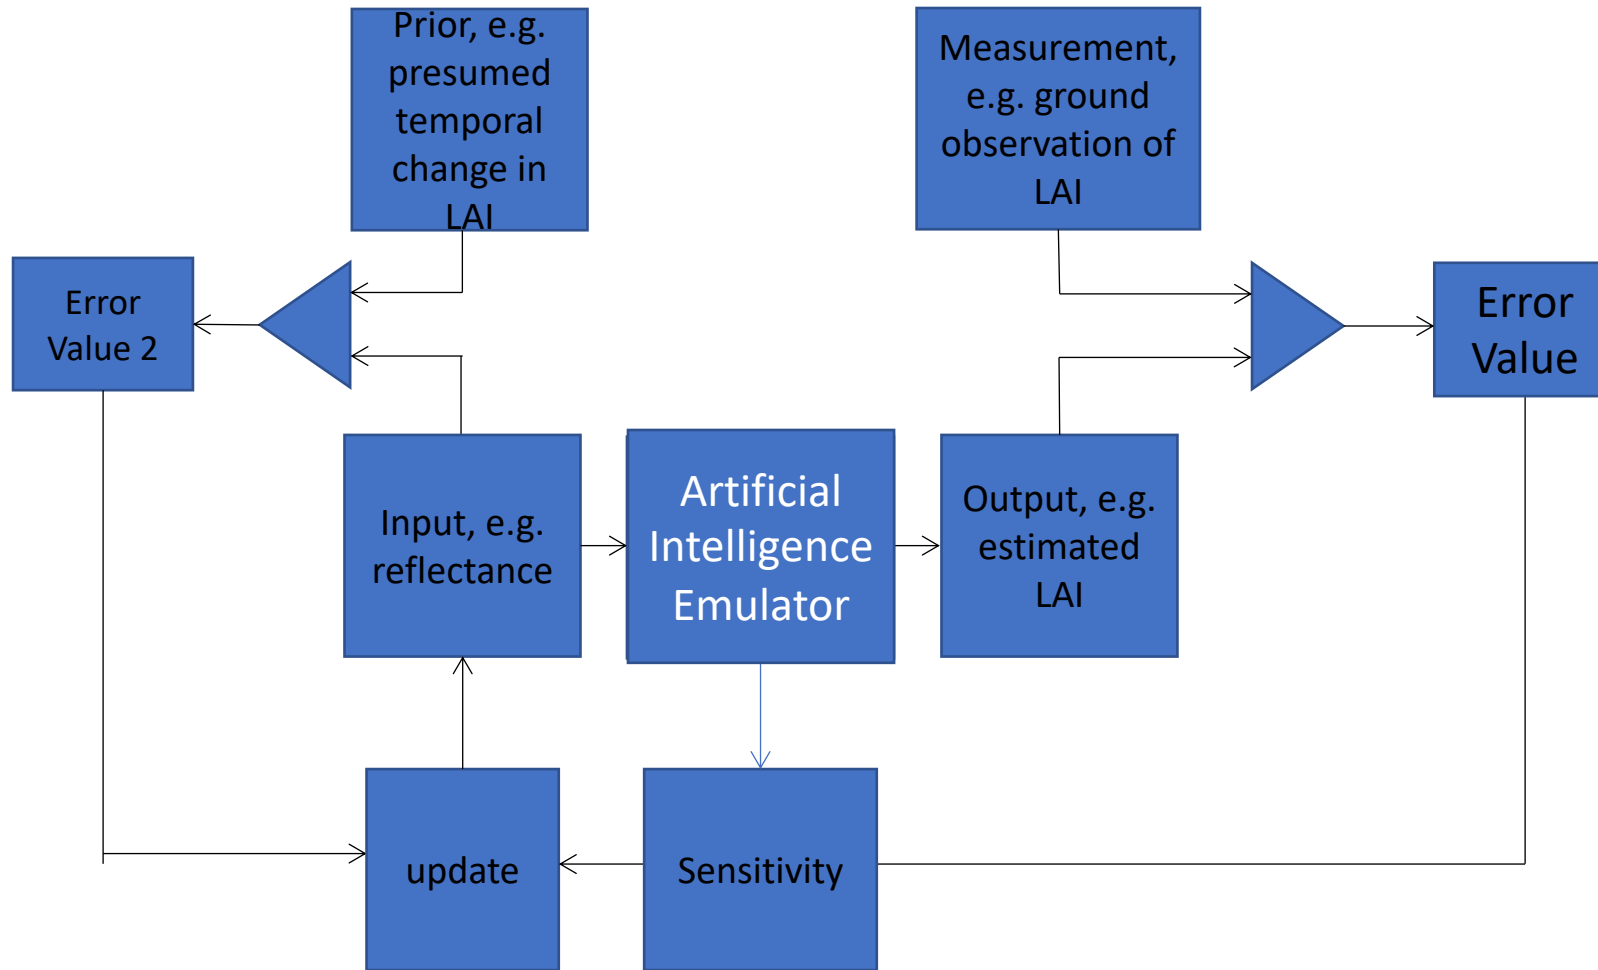 Prior, e.g.
presumed
temporal
change in
LAI
Measurement,
e.g. ground
observation of
LAI
Error
Value 2
Error
Value
Input, e.g.
reflectance
Artificial
Intelligence
Emulator
Output, e.g.
estimated
LAI
update
Sensitivity